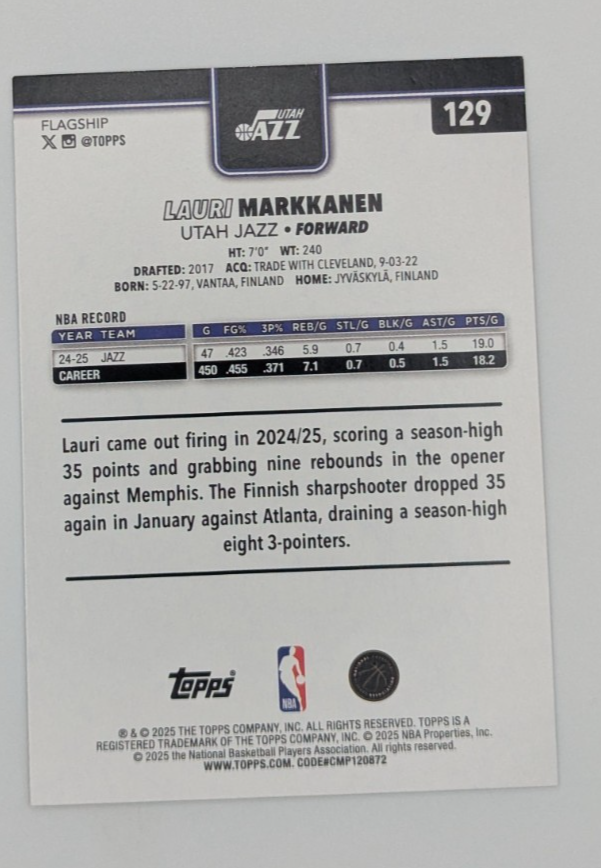 UTAH
JAZZ
129
FLAGSHIP
@TOPPS
LAURI MARKKANEN
UTAH JAZZ • FORWARD
HT: 7'0" WT: 240
DRAFTED: 2017 ACQ: TRADE WITH CLEVELAND, 9-03-22
BORN: 5-22-97, VANTAA, FINLAND HOME: JYVÄSKYLÄ, FINLAND
NBA RECORD
YEAR TEAM G FG% 3P% REB/G STL/G BLK/G AST/G PTS/G
24-25 JAZZ 47 .423 .346 5.9 0.7 0.4 1.5 19.0
CAREER 450 .455 .371 7.1 0.7 0.5 1.5 18.2
Lauri came out firing in 2024/25, scoring a season-high
35 points and grabbing nine rebounds in the opener
against Memphis. The Finnish sharpshooter dropped 35
again in January against Atlanta, draining a season-high
eight 3-pointers.
Topps®
NBA
® & © 2025 THE TOPPS COMPANY, INC. ALL RIGHTS RESERVED. TOPPS IS A
REGISTERED TRADEMARK OF THE TOPPS COMPANY, INC. © 2025 NBA Properties, Inc.
© 2025 the National Basketball Players Association. All rights reserved.
WWW.TOPPS.COM. CODE#CMP120872